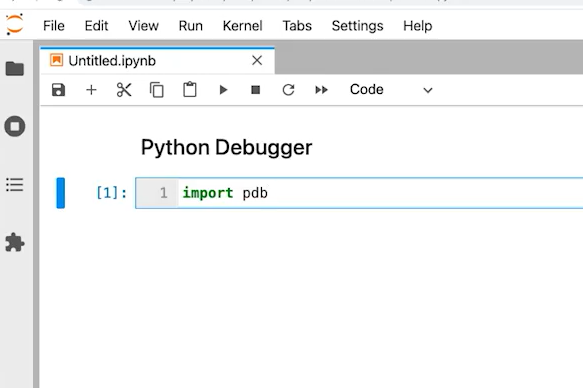 File Edit View Run Kernel Tabs Settings Help
Untitled.ipynb
Code
Python Debugger
[1]: 1 import pdb